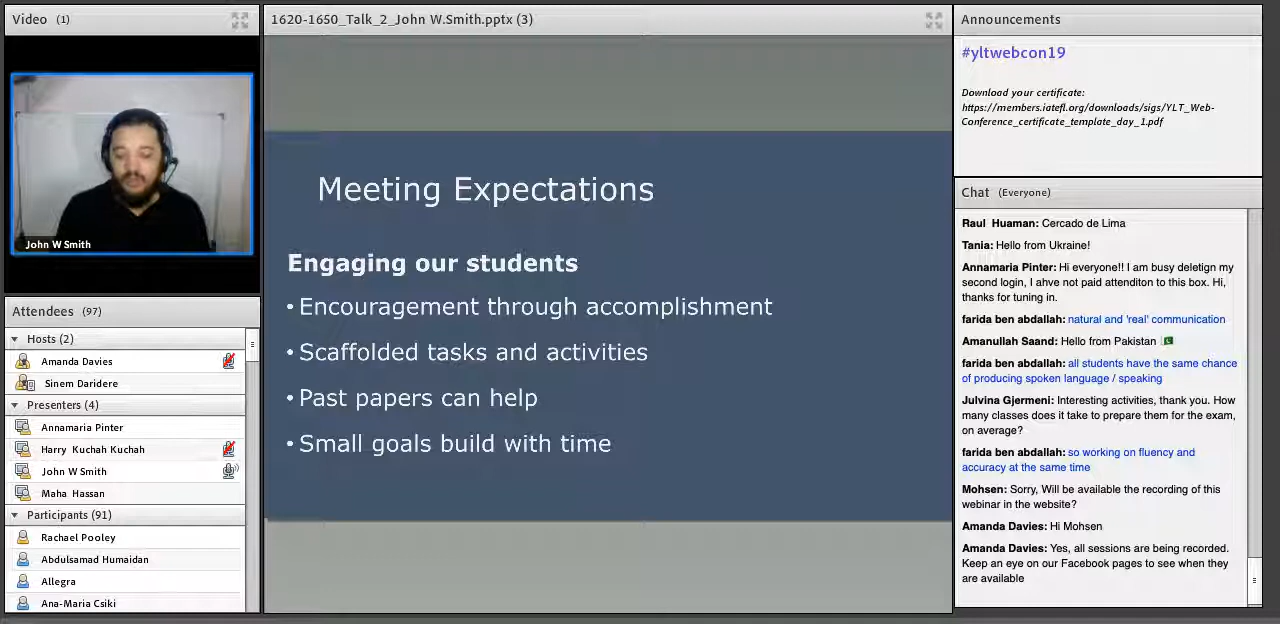 Video (1)
John W Smith
Attendees (97)
Hosts (2)
Amanda Davies
Sinem Daridere
Presenters (4)
Annamaria Pinter
Harry Kuchah Kuchah
John W Smith
Maha Hassan
Participants (91)
Rachael Pooley
Abdulsamad Humaidan
Allegra
Ana-Maria Csiki
1620-1650_Talk_2_John W.Smith.pptx (3)
Meeting Expectations
Engaging our students
• Encouragement through accomplishment
• Scaffolded tasks and activities
• Past papers can help
• Small goals build with time
Announcements
#yltwebcon19
Download your certificate:
https://members.iatefl.org/downloads/sigs/YLT_Web-
Conference_certificate_template_day_1.pdf
Chat (Everyone)
Raul Huaman: Cercado de Lima
Tania: Hello from Ukraine!
Annamaria Pinter: Hi everyone!! I am busy deletign my
second login, I ahve not paid attenditon to this box. Hi,
thanks for tuning in.
farida ben abdallah: natural and 'real' communication
Amanullah Saand: Hello from Pakistan 🇵🇰
farida ben abdallah: all students have the same chance
of producing spoken language / speaking
Julvina Gjermeni: Interesting activities, thank you. How
many classes does it take to prepare them for the exam,
on average?
farida ben abdallah: so working on fluency and
accuracy at the same time
Mohsen: Sorry, Will be available the recording of this
webinar in the website?
Amanda Davies: Hi Mohsen
Amanda Davies: Yes, all sessions are being recorded.
Keep an eye on our Facebook pages to see when they
are available